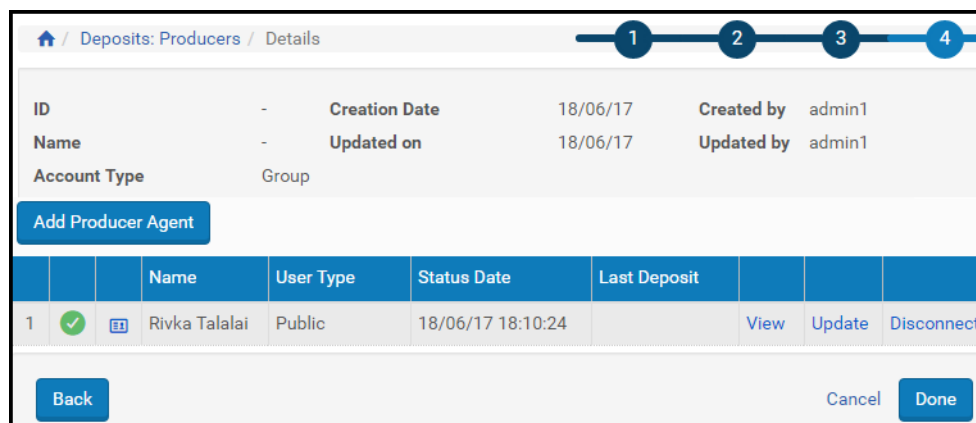 / Deposits: Producers / Details
1 2 3 4
ID - Creation Date 18/06/17 Created by admin1
Name - Updated on 18/06/17 Updated by admin1
Account Type Group
Add Producer Agent
Name User Type Status Date Last Deposit
1 Rivka Talalai Public 18/06/17 18:10:24 View Update Disconnect
Back Cancel Done